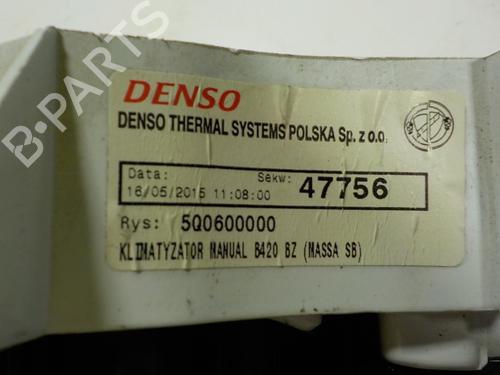 B-PARTS
DENSO
DENSO THERMAL SYSTEMS POLSKA Sp. z o.o.
Data: Sekw: 47756
16/05/2015 11:08:00
Rys: 5Q0600000
KLIMATYZATOR MANUAL B420 BZ (MASSA SB)